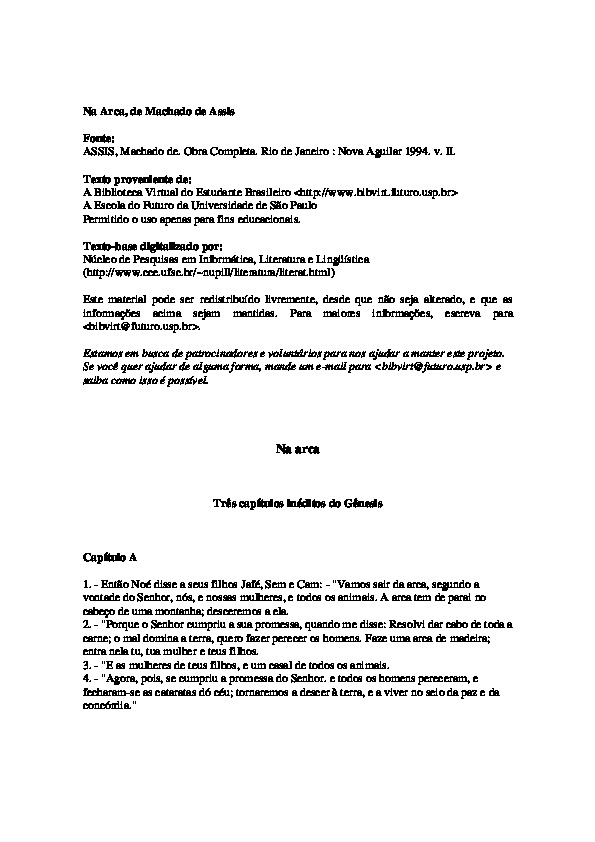 Na Arca, de Machado de Assis
Fonte:
ASSIS, Machado de. Obra Completa. Rio de Janeiro : Nova Aguilar 1994. v. II.
Texto proveniente de:
A Biblioteca Virtual do Estudante Brasileiro <http://www.bibvirt.futuro.usp.br>
A Escola do Futuro da Universidade de São Paulo
Permitido o uso apenas para fins educacionais.
Texto-base digitalizado por:
Núcleo de Pesquisas em Informática, Literatura e Lingüística
(http://www.cce.ufsc.br/~nupill/literatura/literat.html)
Este material pode ser redistribuído livremente, desde que não seja alterado, e que as
informações acima sejam mantidas. Para maiores informações, escreva para
<bibvirt@futuro.usp.br>.
Estamos em busca de patrocinadores e voluntários para nos ajudar a manter este projeto.
Se você quer ajudar de alguma forma, mande um e-mail para <bibvirt@futuro.usp.br> e
saiba como isso é possível.
Na arca
Três capítulos inéditos do Gênesis
Capítulo A
1. - Então Noé disse a seus filhos Jafé, Sem e Cam: - "Vamos sair da arca, segundo a
vontade do Senhor, nós, e nossas mulheres, e todos os animais. A arca tem de parar no
cabeço de uma montanha; desceremos a ela.
2. - "Porque o Senhor cumpriu a sua promessa, quando me disse: Resolvi dar cabo de toda a
carne; o mal domina a terra, quero fazer perecer os homens. Faze uma arca de madeira;
entra nela tu, tua mulher e teus filhos.
3. - "E as mulheres de teus filhos, e um casal de todos os animais.
4. - "Agora, pois, se cumpriu a promessa do Senhor. e todos os homens pereceram, e
fecharam-se as cataratas dó céu; tornaremos a descer à terra, e a viver no seio da paz e da
concórdia."